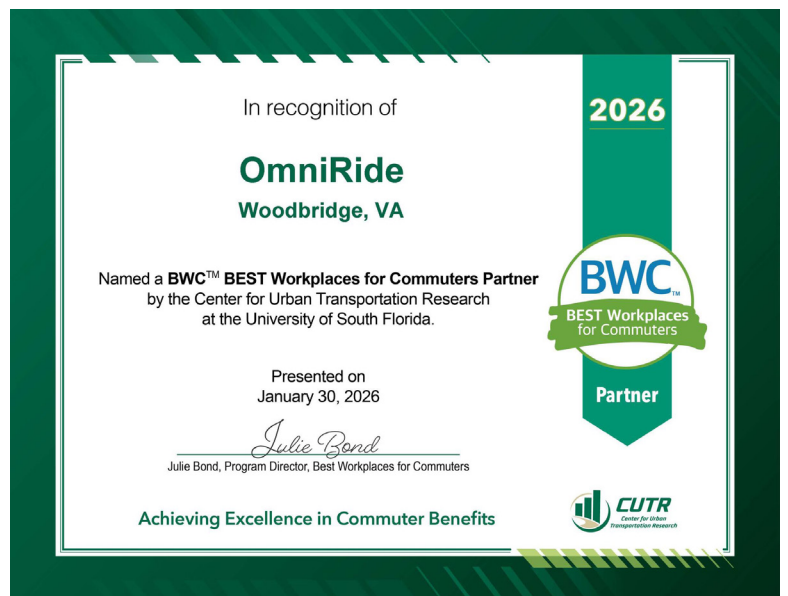 In recognition of
OmniRide
Woodbridge, VA
Named a BWC™ BEST Workplaces for Commuters Partner
by the Center for Urban Transportation Research
at the University of South Florida.
Presented on
January 30, 2026
Julie Bond
Julie Bond, Program Director, Best Workplaces for Commuters
Achieving Excellence in Commuter Benefits
2026
BWC™
BEST Workplaces
for Commuters
Partner
CUTR
Center for Urban
Transportation Research